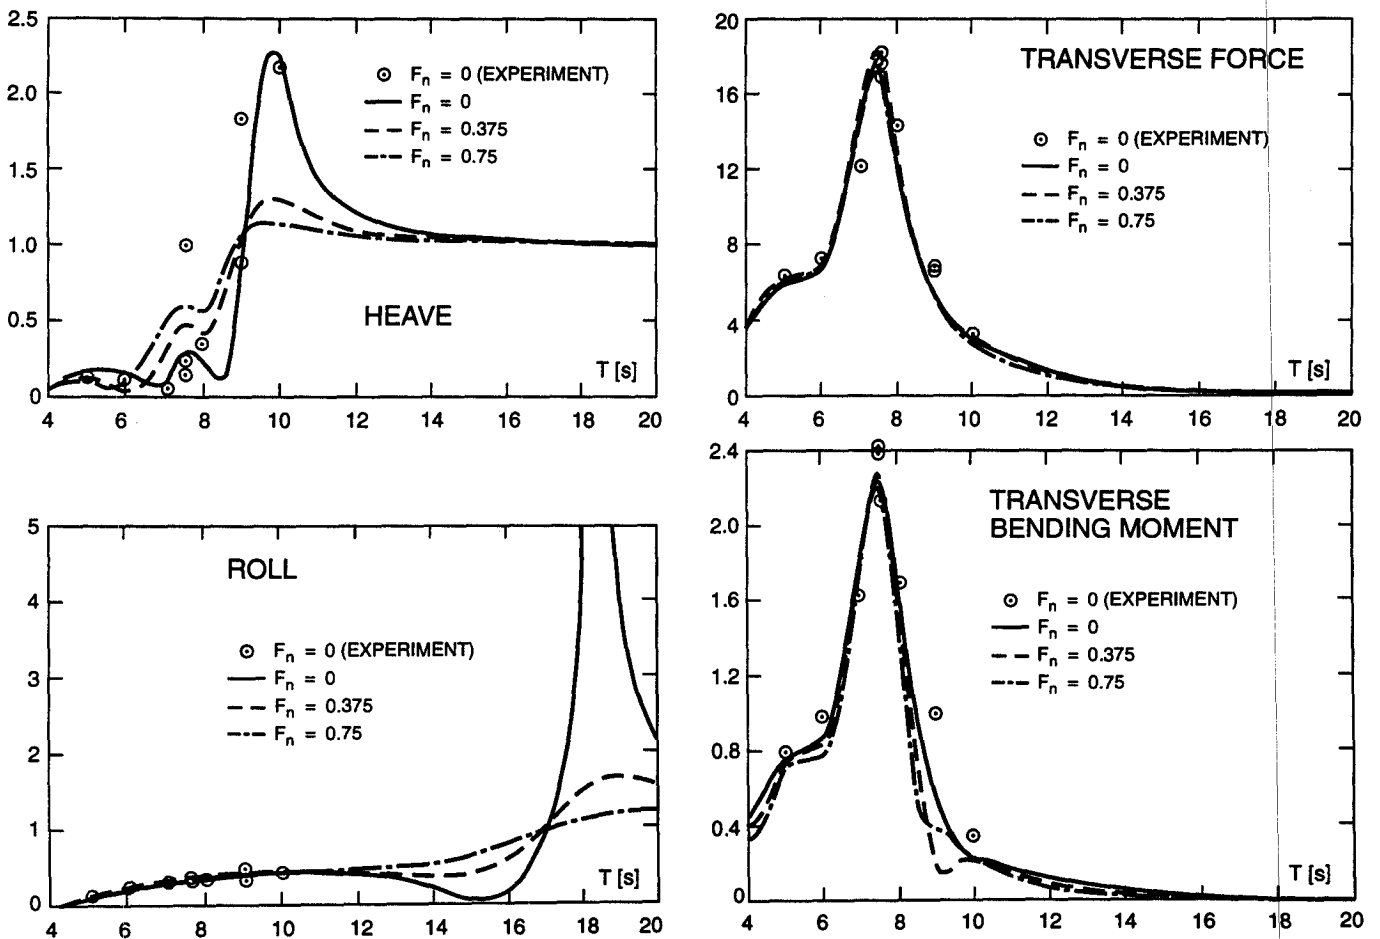 2.5
2.0
1.5
1.0
0.5
0
4 6 8 10 12 14 16 18 20
F_n = 0 (EXPERIMENT)
F_n = 0
F_n = 0.375
F_n = 0.75
HEAVE
T [s]
20
16
12
8
4
0
4 6 8 10 12 14 16 18 20
TRANSVERSE FORCE
F_n = 0 (EXPERIMENT)
F_n = 0
F_n = 0.375
F_n = 0.75
T [s]
5
4
3
2
1
0
4 6 8 10 12 14 16 18 20
ROLL
F_n = 0 (EXPERIMENT)
F_n = 0
F_n = 0.375
F_n = 0.75
T [s]
2.4
2.0
1.6
1.2
0.8
0.4
0
4 6 8 10 12 14 16 18 20
TRANSVERSE
BENDING MOMENT
F_n = 0 (EXPERIMENT)
F_n = 0
F_n = 0.375
F_n = 0.75
T [s]